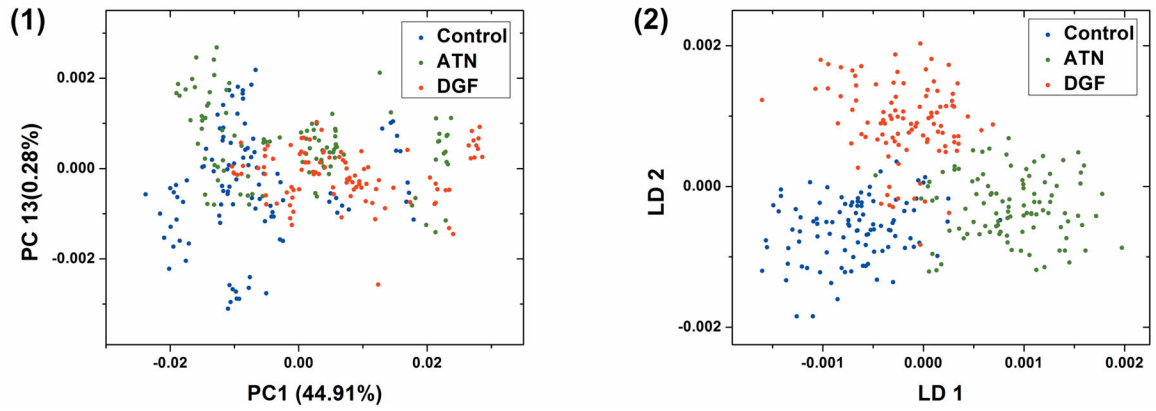 (1)
Control
ATN
DGF
0.002
0.000
-0.002
PC 13(0.28%)
-0.02
0.00
0.02
PC1 (44.91%)
(2)
Control
ATN
DGF
0.002
0.000
-0.002
LD 2
-0.001
0.000
0.001
0.002
LD 1